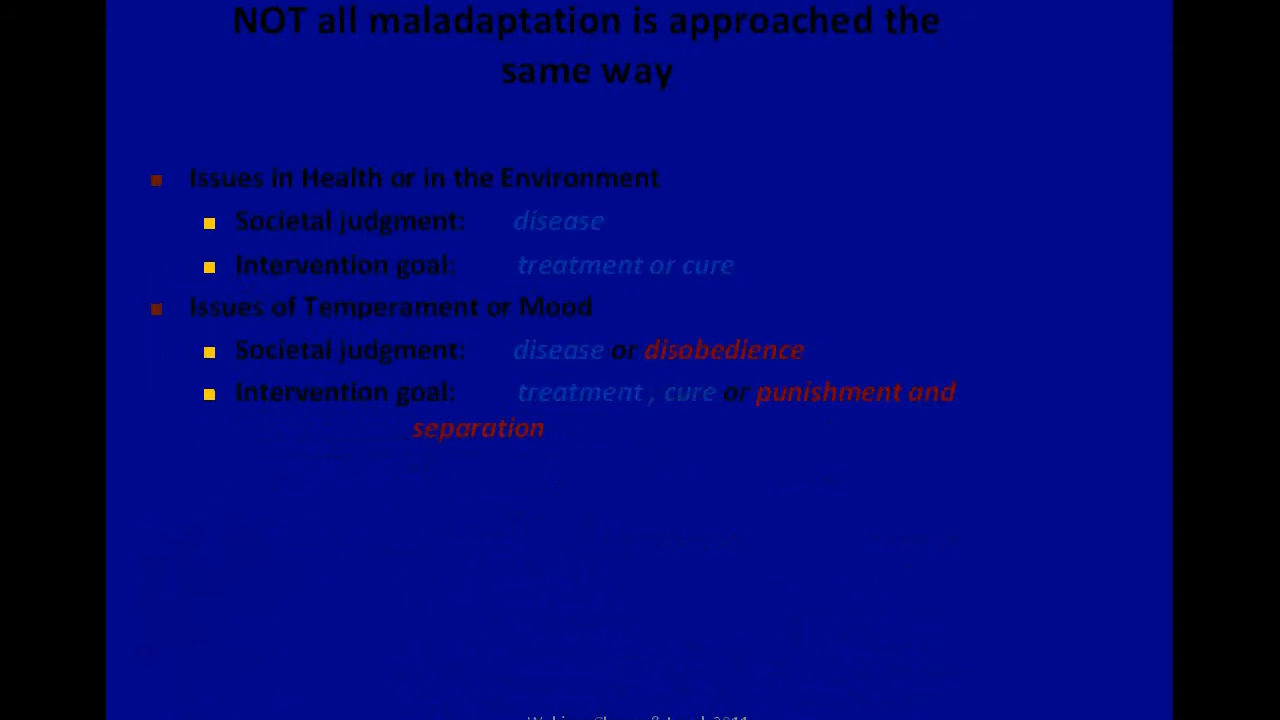 NOT all maladaptation is approached the
same way
Issues in Health or in the Environment
Societal judgment: disease
Intervention goal: treatment or cure
Issues of Temperament or Mood
Societal judgment: disease or disobedience
Intervention goal: treatment , cure or punishment and
separation